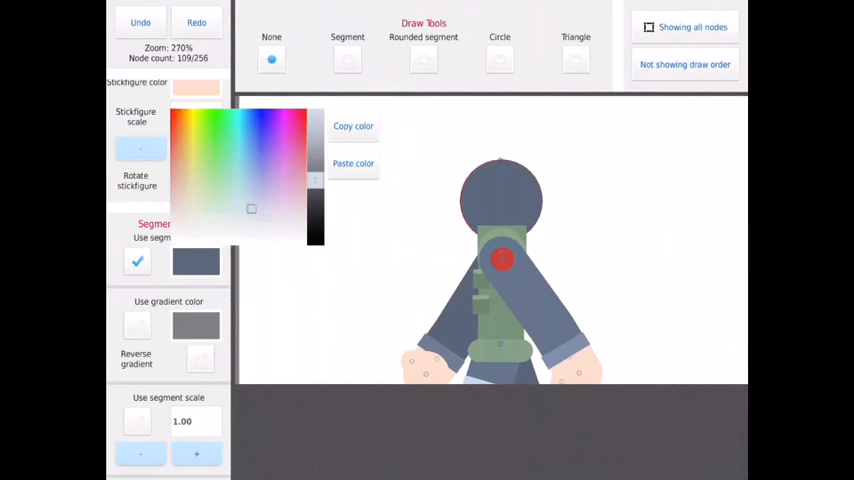 Undo
Redo
Zoom: 270%
Node count: 109/256
Draw Tools
None
Segment
Rounded segment
Circle
Triangle
Showing all nodes
Not showing draw order
Stickfigure color
Stickfigure
scale
-
Rotate
stickfigure
Copy color
Paste color
Segmen
Use segm
Use gradient color
Reverse
gradient
Use segment scale
1.00
-
+